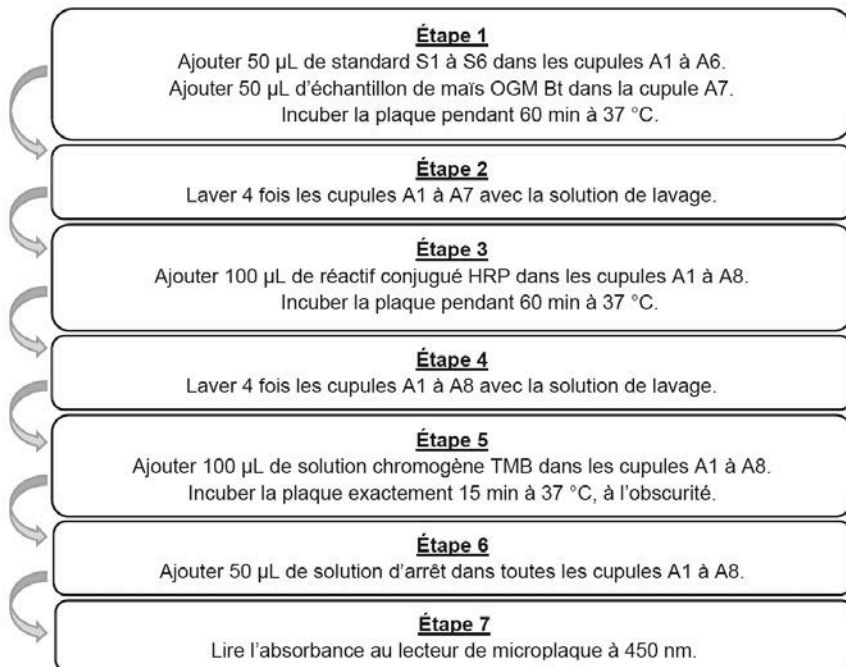 Étape 1
Ajouter 50 µL de standard S1 à S6 dans les cupules A1 à A6.
Ajouter 50 µL d'échantillon de maïs OGM Bt dans la cupule A7.
Incuber la plaque pendant 60 min à 37 °C.
Étape 2
Laver 4 fois les cupules A1 à A7 avec la solution de lavage.
Étape 3
Ajouter 100 µL de réactif conjugué HRP dans les cupules A1 à A8.
Incuber la plaque pendant 60 min à 37 °C.
Étape 4
Laver 4 fois les cupules A1 à A8 avec la solution de lavage.
Étape 5
Ajouter 100 µL de solution chromogène TMB dans les cupules A1 à A8.
Incuber la plaque exactement 15 min à 37 °C, à l'obscurité.
Étape 6
Ajouter 50 µL de solution d'arrêt dans toutes les cupules A1 à A8.
Étape 7
Lire l'absorbance au lecteur de microplaque à 450 nm.